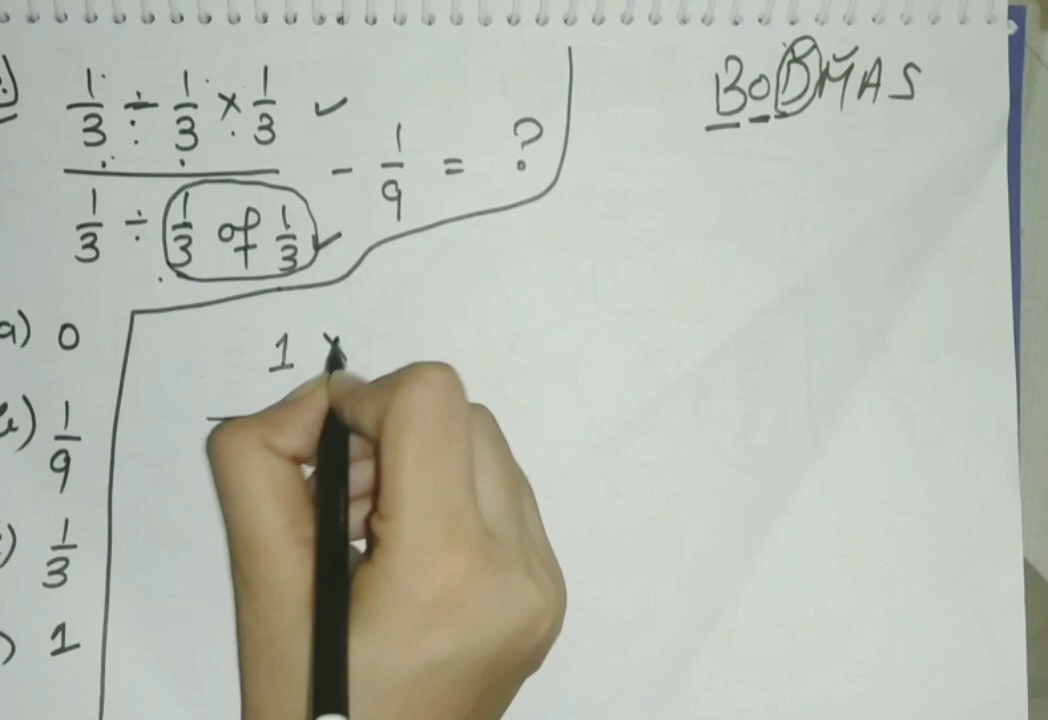 BODMAS
1/3 ÷ 1/3 × 1/3 ✓
- 1/9 = ?
1/3 ÷ 1/3 of 1/3 ✓
a) 0
1 ×
) 1/9
) 1/3
) 1